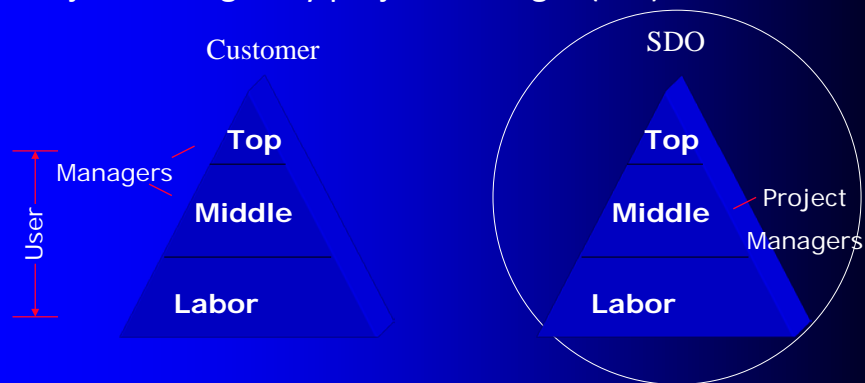 Customer
SDO
Top
Managers
Middle
User
Labor
Top
Middle
Project
Managers
Labor